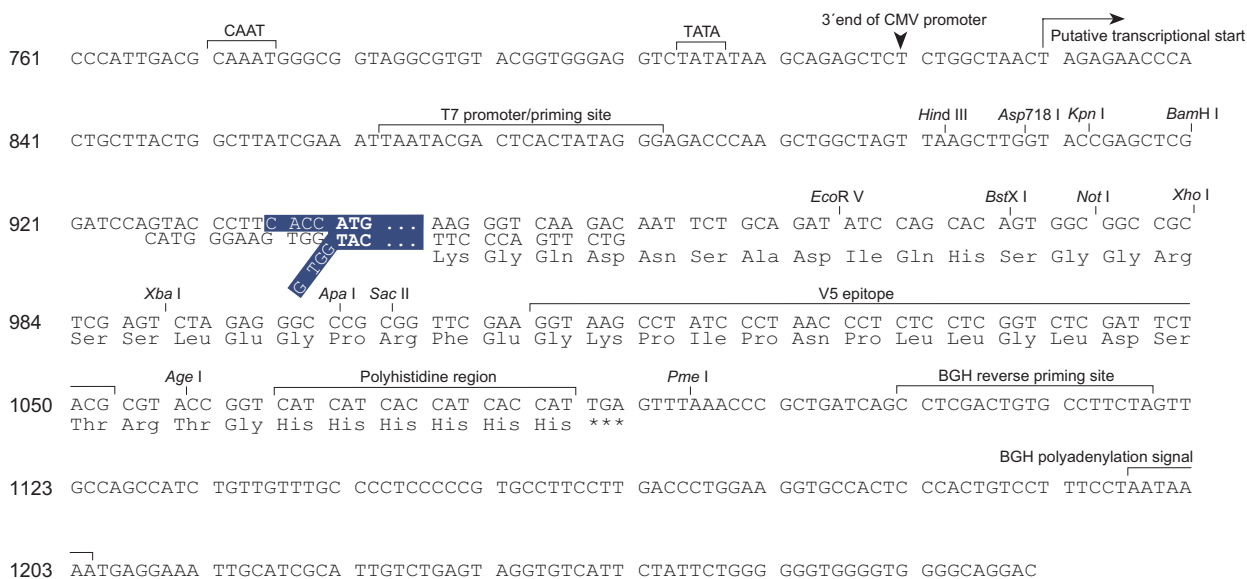 CAAT TATA 3´end of CMV promoter
Putative transcriptional start
761 CCCATTGACG CAAATGGGCG GTAGGCGTGT ACGGTGGGAG GTCTATATAA GCAGAGCTCT CTGGCTAACT AGAGAACCCA
T7 promoter/priming site Hind III Asp718 I Kpn I BamH I
841 CTGCTTACTG GCTTATCGAA ATTAATACGA CTCACTATAG GGAGACCCAA GCTGGCTAGT TAAGCTTGGT ACCGAGCTCG
EcoR V BstX I Not I Xho I
921 GATCCAGTAC CCTTC ACC ATG ... AAG GGT CAA GAC AAT TCT GCA GAT ATC CAG CAC AGT GGC GGC CGC
CATG GGAAG TGG TAC ... TTC CCA GTT CTG
G TGG
Lys Gly Gln Asp Asn Ser Ala Asp Ile Gln His Ser Gly Gly Arg
Xba I Apa I Sac II V5 epitope
984 TCG AGT CTA GAG GGC CCG CGG TTC GAA GGT AAG CCT ATC CCT AAC CCT CTC CTC GGT CTC GAT TCT
Ser Ser Leu Glu Gly Pro Arg Phe Glu Gly Lys Pro Ile Pro Asn Pro Leu Leu Gly Leu Asp Ser
Age I Polyhistidine region Pme I BGH reverse priming site
1050 ACG CGT ACC GGT CAT CAT CAC CAT CAC CAT TGA GTTTAAACCC GCTGATCAGC CTCGACTGTG CCTTCTAGTT
Thr Arg Thr Gly His His His His His His ***
BGH polyadenylation signal
1123 GCCAGCCATC TGTTGTTTGC CCCTCCCCCG TGCCTTCCTT GACCCTGGAA GGTGCCACTC CCACTGTCCT TTCCTAATAA
1203 AATGAGGAAA TTGCATCGCA TTGTCTGAGT AGGTGTCATT CTATTCTGGG GGGTGGGGTG GGGCAGGAC